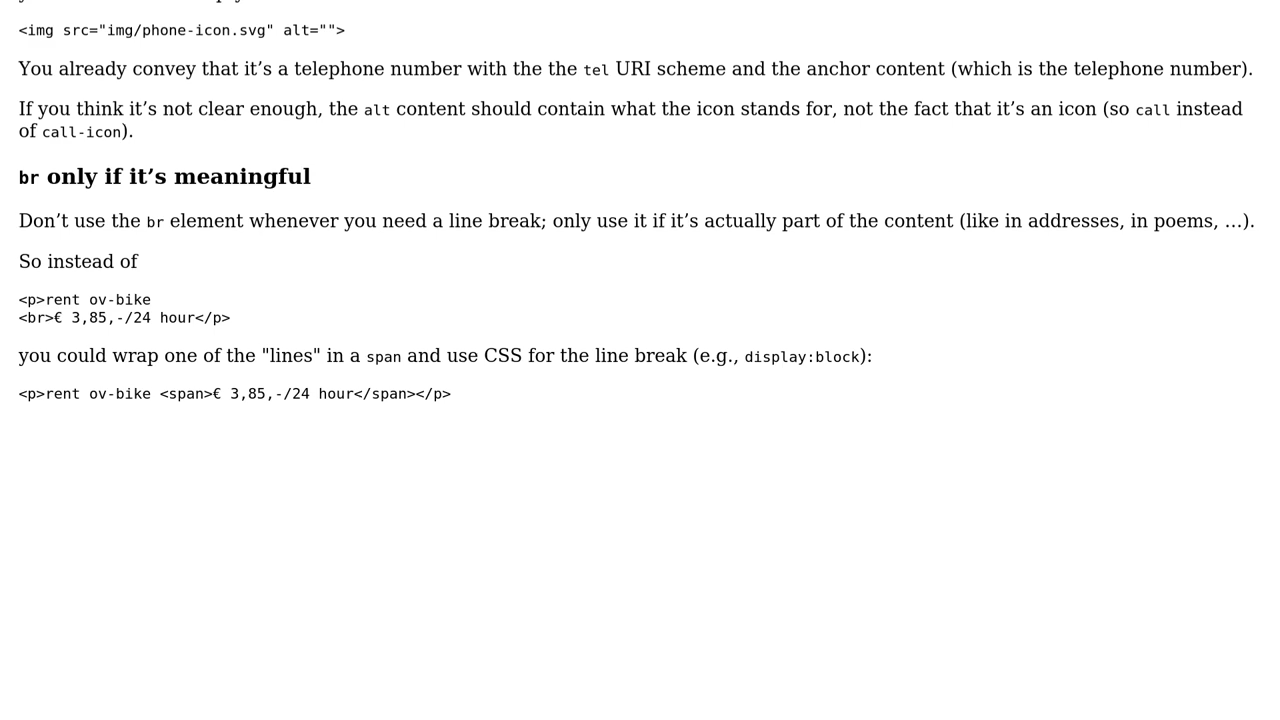 <img src="img/phone-icon.svg" alt="">
You already convey that it’s a telephone number with the the tel URI scheme and the anchor content (which is the telephone number).
If you think it’s not clear enough, the alt content should contain what the icon stands for, not the fact that it’s an icon (so call instead
of call-icon).
br only if it’s meaningful
Don’t use the br element whenever you need a line break; only use it if it’s actually part of the content (like in addresses, in poems, …).
So instead of
<p>rent ov-bike
<br>€ 3,85,-/24 hour</p>
you could wrap one of the "lines" in a span and use CSS for the line break (e.g., display:block):
<p>rent ov-bike <span>€ 3,85,-/24 hour</span></p>